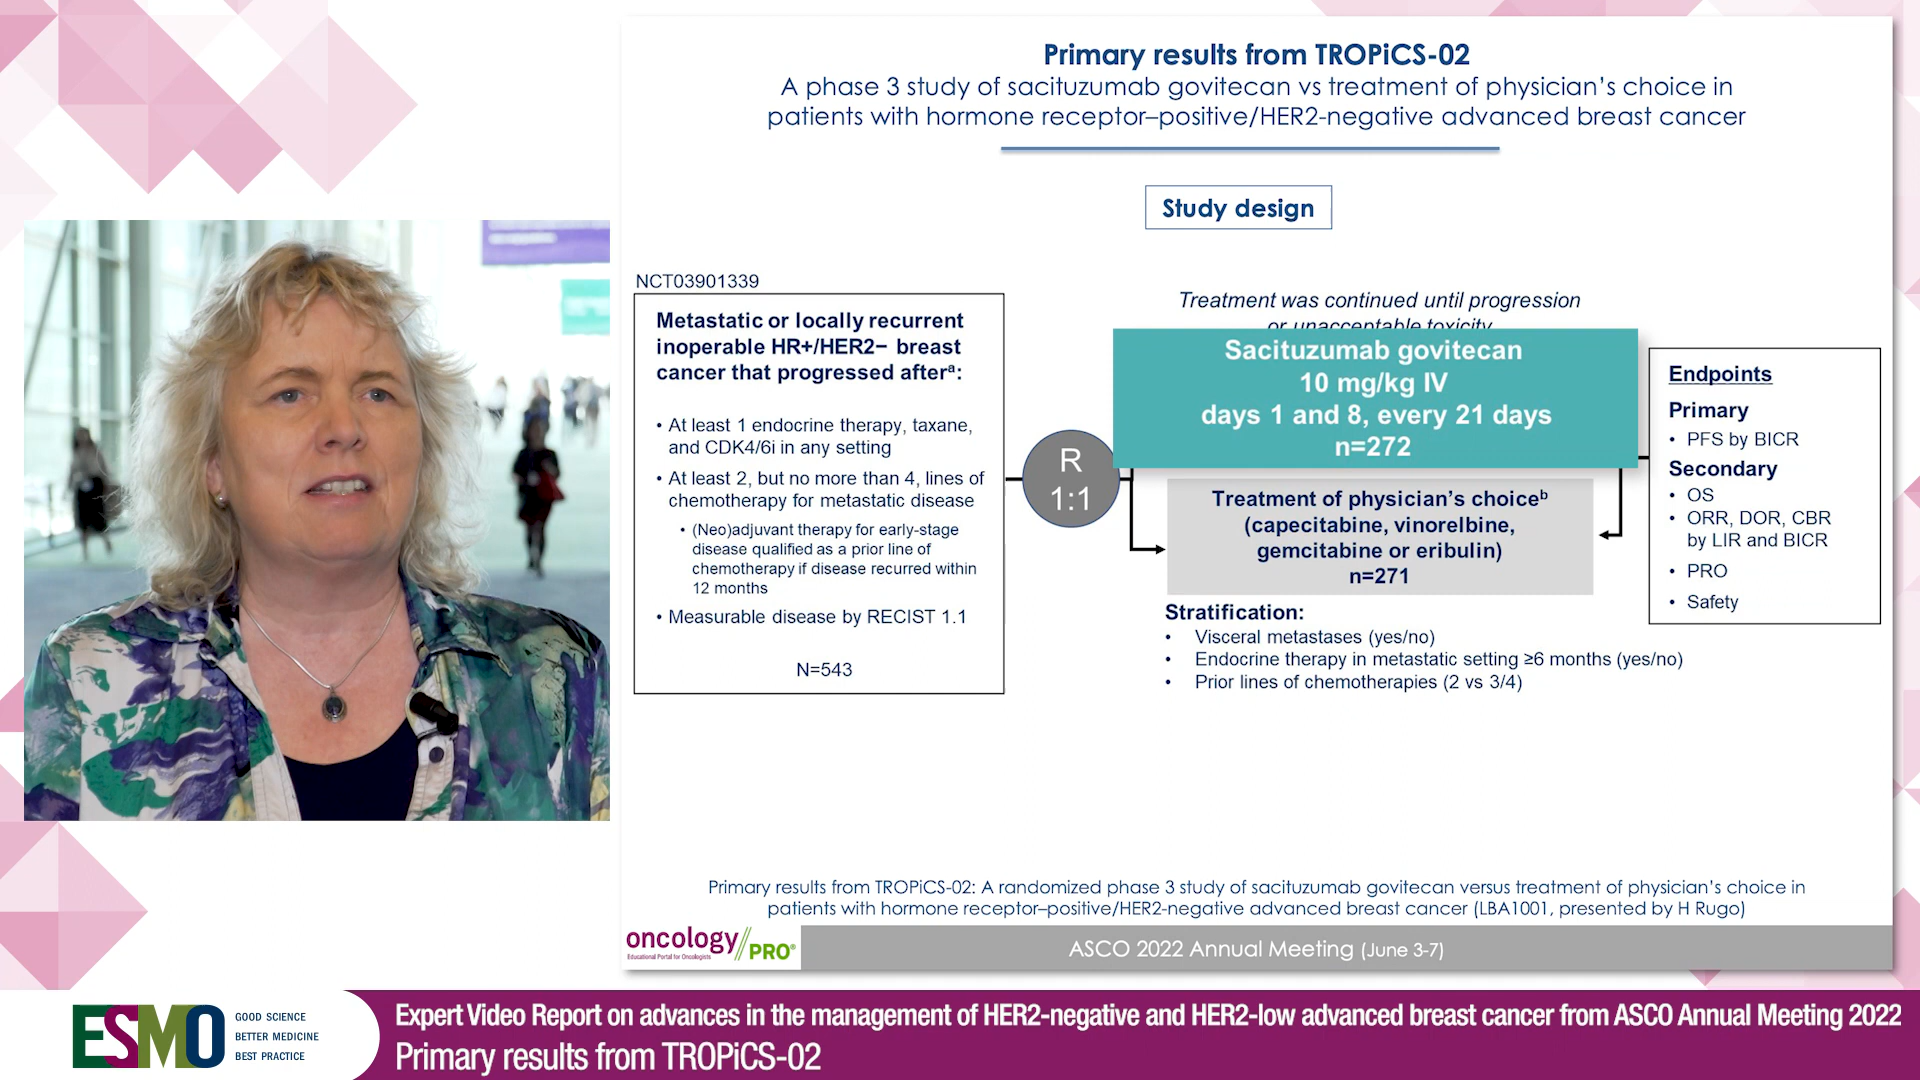 Primary results from TROPiCS-02
A phase 3 study of sacituzumab govitecan vs treatment of physician’s choice in
patients with hormone receptor–positive/HER2-negative advanced breast cancer
Study design
NCT03901339
Metastatic or locally recurrent
inoperable HR+/HER2− breast
cancer that progressed afterᵃ:
• At least 1 endocrine therapy, taxane,
and CDK4/6i in any setting
• At least 2, but no more than 4, lines of
chemotherapy for metastatic disease
• (Neo)adjuvant therapy for early-stage
disease qualified as a prior line of
chemotherapy if disease recurred within
12 months
• Measurable disease by RECIST 1.1
N=543
R
1:1
Treatment was continued until progression
or unacceptable toxicity
Sacituzumab govitecan
10 mg/kg IV
days 1 and 8, every 21 days
n=272
Treatment of physician’s choiceᵇ
(capecitabine, vinorelbine,
gemcitabine or eribulin)
n=271
Stratification:
• Visceral metastases (yes/no)
• Endocrine therapy in metastatic setting ≥6 months (yes/no)
• Prior lines of chemotherapies (2 vs 3/4)
Endpoints
Primary
• PFS by BICR
Secondary
• OS
• ORR, DOR, CBR
by LIR and BICR
• PRO
• Safety
Primary results from TROPiCS-02: A randomized phase 3 study of sacituzumab govitecan versus treatment of physician’s choice in
patients with hormone receptor–positive/HER2-negative advanced breast cancer (LBA1001, presented by H Rugo)
oncology//PRO®
Educational Portal for Oncologists
ASCO 2022 Annual Meeting (June 3-7)
ESMO
GOOD SCIENCE
BETTER MEDICINE
BEST PRACTICE
Expert Video Report on advances in the management of HER2-negative and HER2-low advanced breast cancer from ASCO Annual Meeting 2022
Primary results from TROPiCS-02